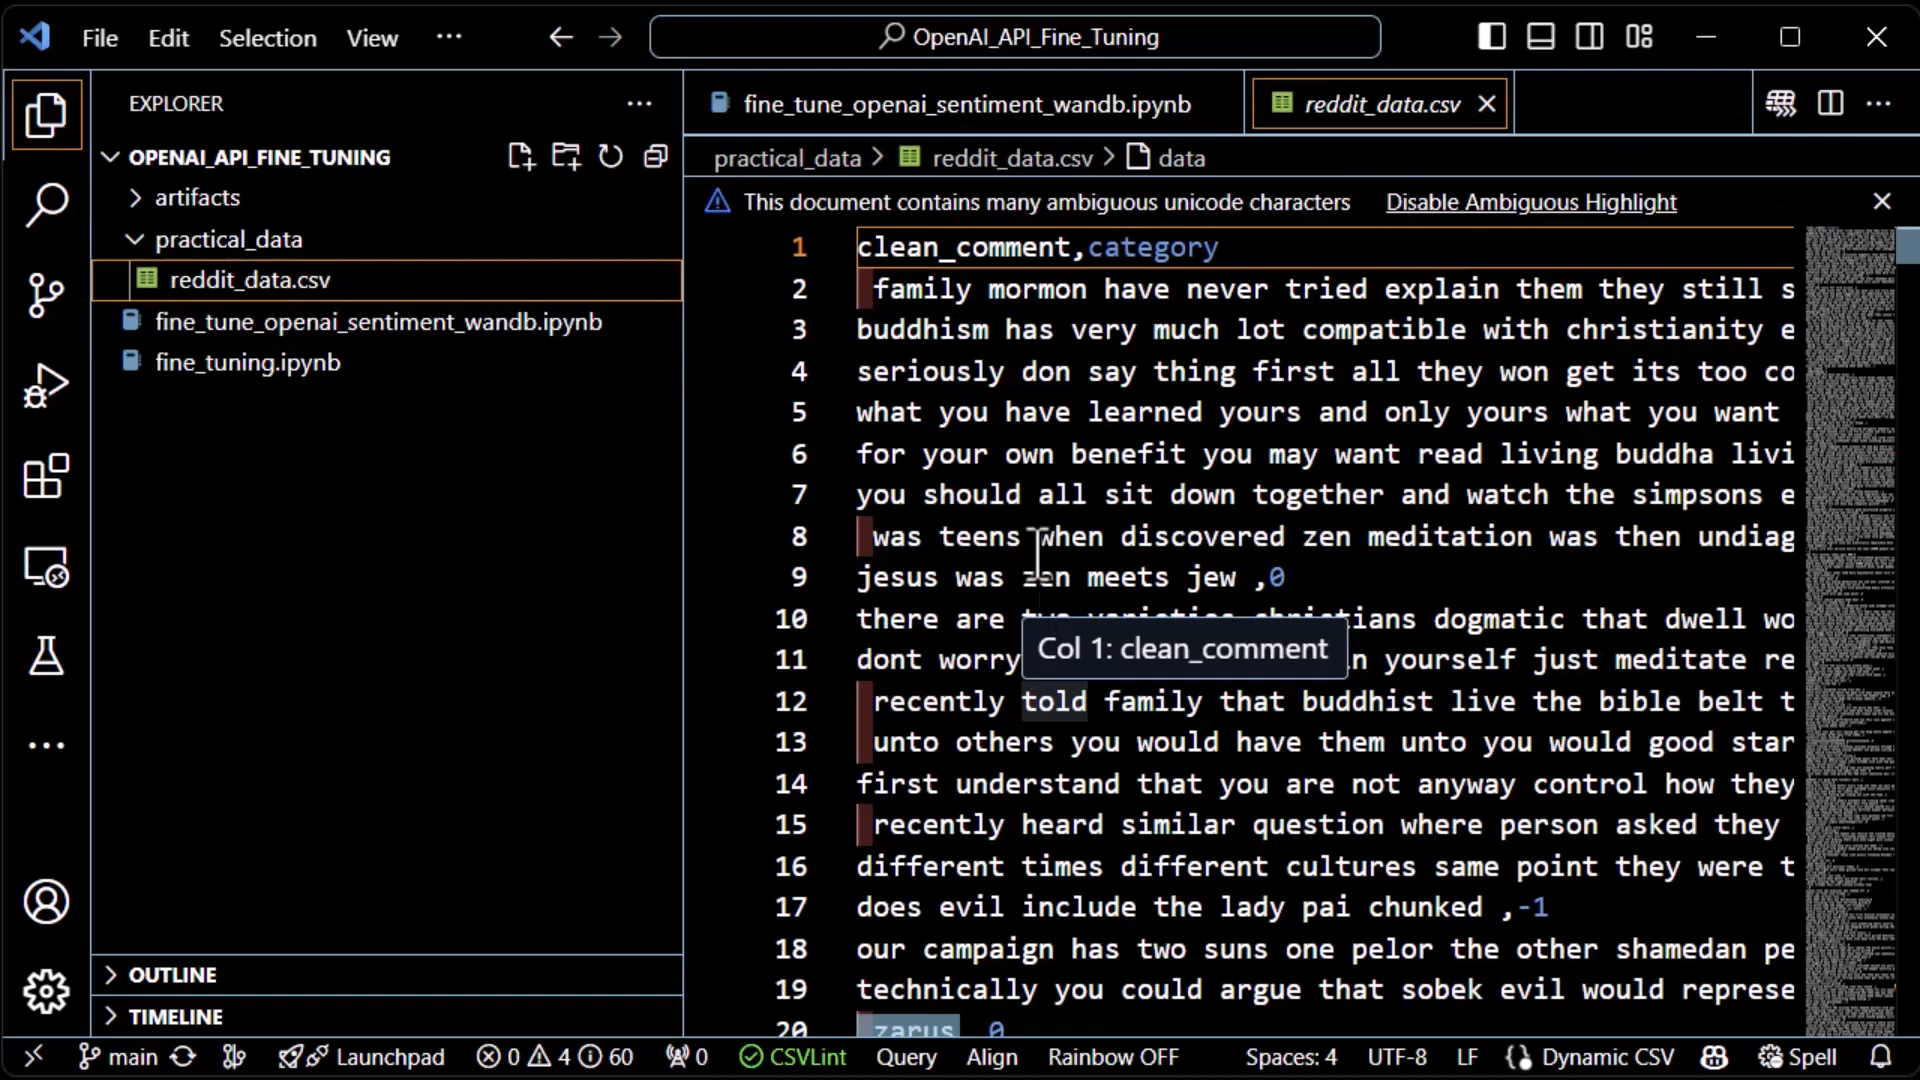 File Edit Selection View ··· OpenAI_API_Fine_Tuning
EXPLORER
OPENAI_API_FINE_TUNING
artifacts
practical_data
reddit_data.csv
fine_tune_openai_sentiment_wandb.ipynb
fine_tuning.ipynb
OUTLINE
TIMELINE
fine_tune_openai_sentiment_wandb.ipynb reddit_data.csv
practical_data > reddit_data.csv > data
This document contains many ambiguous unicode characters Disable Ambiguous Highlight
1 clean_comment,category
2 family mormon have never tried explain them they still s
3 buddhism has very much lot compatible with christianity e
4 seriously don say thing first all they won get its too co
5 what you have learned yours and only yours what you want
6 for your own benefit you may want read living buddha livi
7 you should all sit down together and watch the simpsons e
8 was teens when discovered zen meditation was then undiag
9 jesus was zen meets jew ,0
10 there are dogmatic that dwell wo
Col 1: clean_comment
11 dont worry yourself just meditate re
12 recently told family that buddhist live the bible belt t
13 unto others you would have them unto you would good star
14 first understand that you are not anyway control how they
15 recently heard similar question where person asked they
16 different times different cultures same point they were t
17 does evil include the lady pai chunked ,-1
18 our campaign has two suns one pelor the other shamedan pe
19 technically you could argue that sobek evil would represe
20 zarus 0
main Launchpad 0 4 60 0 CSVLint Query Align Rainbow OFF Spaces: 4 UTF-8 LF Dynamic CSV Spell